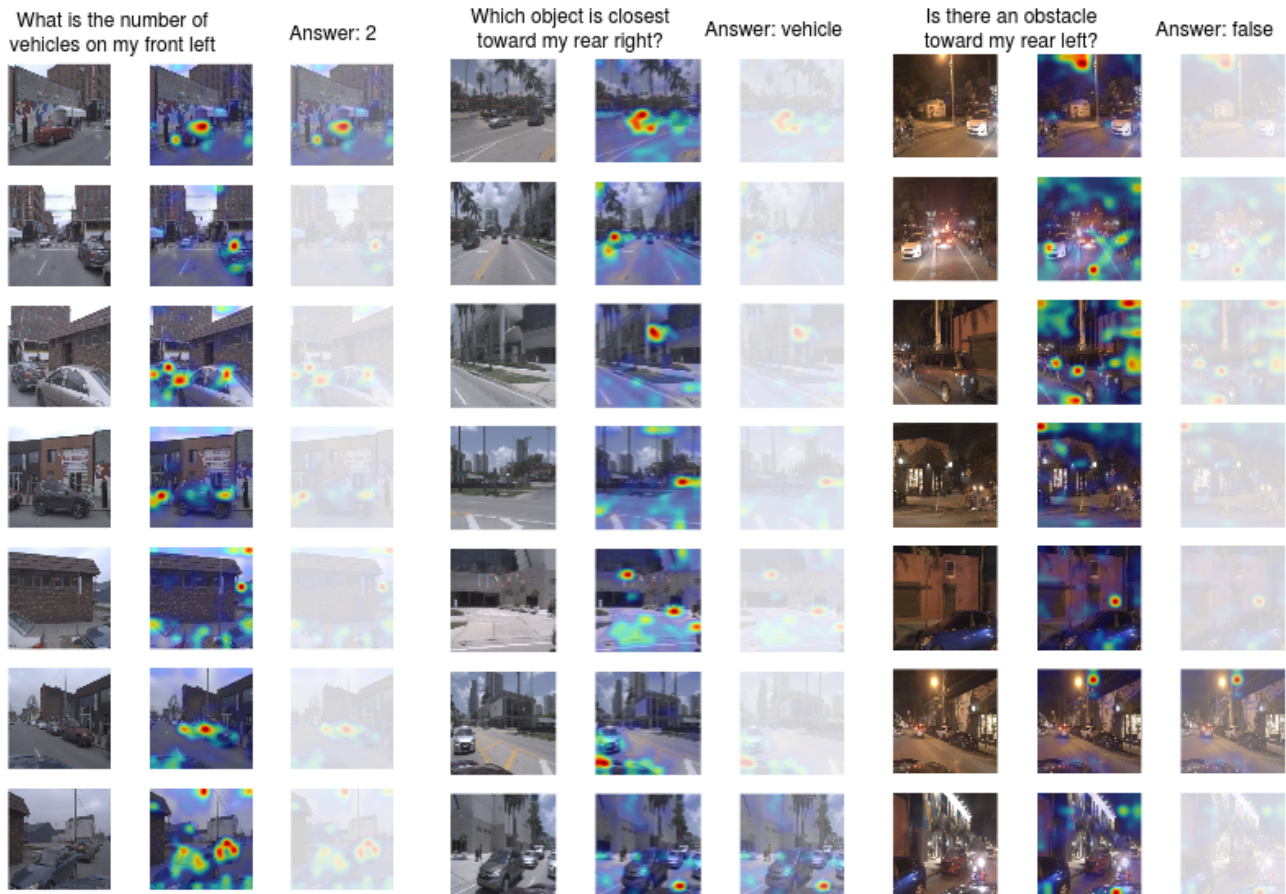 What is the number of
vehicles on my front left
Answer: 2
Which object is closest
toward my rear right?
Answer: vehicle
Is there an obstacle
toward my rear left?
Answer: false